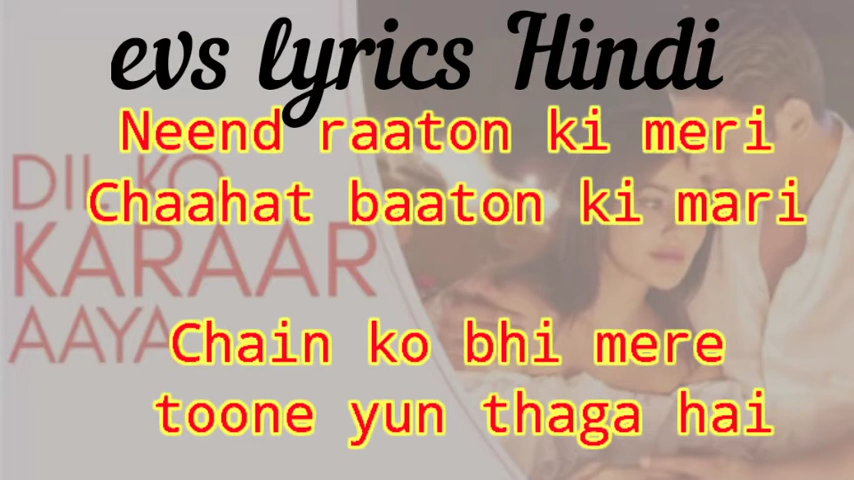 evs lyrics Hindi
Neend raaton ki meri
Chaahat baaton ki mari
DIL KO
KARAAR
AAYA
Chain ko bhi mere
toone yun thaga hai